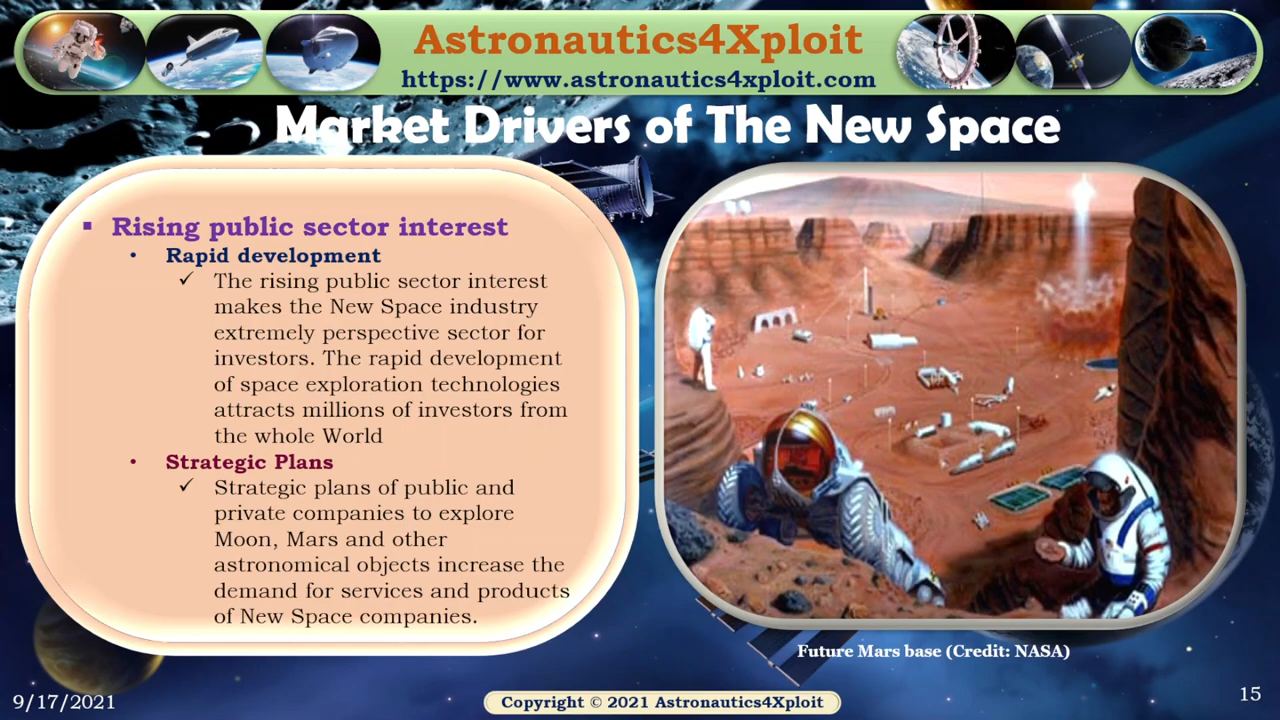 Astronautics4Xploit
https://www.astronautics4xploit.com
Market Drivers of The New Space
▪ Rising public sector interest
• Rapid development
✓ The rising public sector interest
makes the New Space industry
extremely perspective sector for
investors. The rapid development
of space exploration technologies
attracts millions of investors from
the whole World
• Strategic Plans
✓ Strategic plans of public and
private companies to explore
Moon, Mars and other
astronomical objects increase the
demand for services and products
of New Space companies.
Future Mars base (Credit: NASA)
9/17/2021
Copyright © 2021 Astronautics4Xploit
15